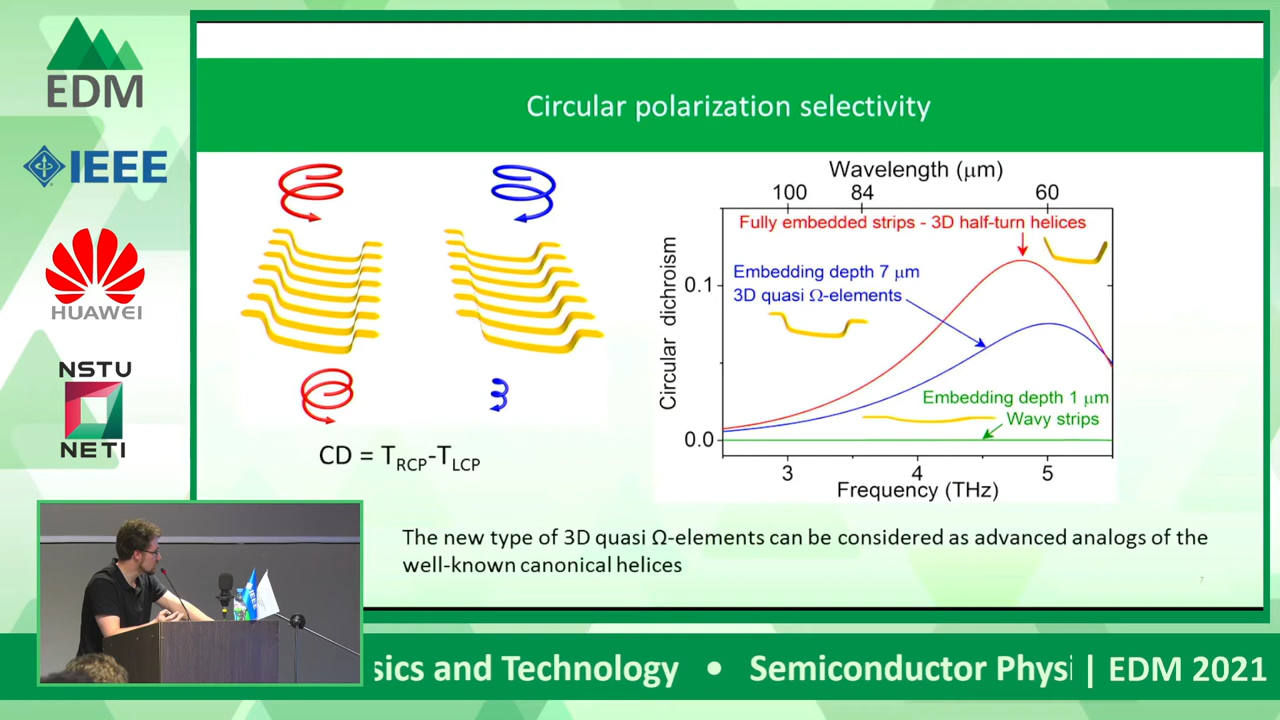 EDM
IEEE
HUAWEI
NSTU
NETI
Circular polarization selectivity
CD = T_RCP-T_LCP
Wavelength (μm)
100 84 60
Fully embedded strips - 3D half-turn helices
Embedding depth 7 μm
3D quasi Ω-elements
Embedding depth 1 μm
Wavy strips
Circular dichroism
0.1
0.0
3 4 5
Frequency (THz)
The new type of 3D quasi Ω-elements can be considered as advanced analogs of the
well-known canonical helices
7
IEEE
sics and Technology • Semiconductor Physi | EDM 2021